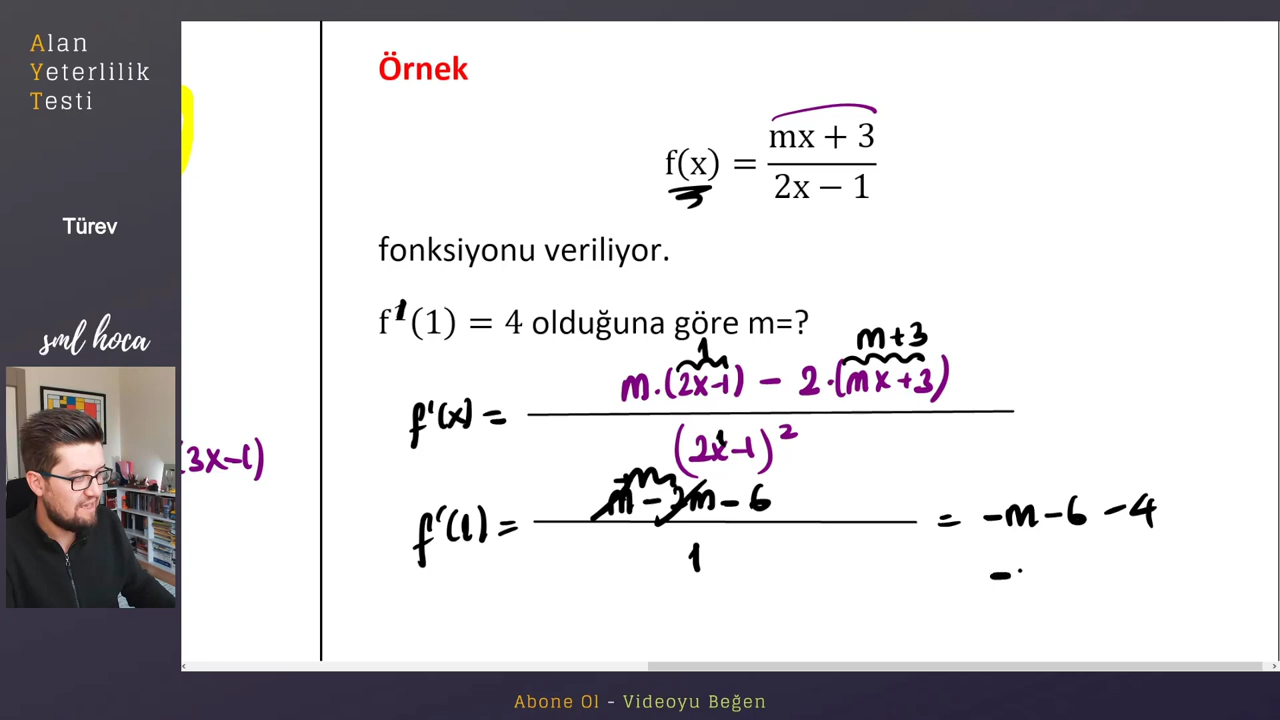 Alan
Yeterlilik
Testi
Türev
sml hoca
(3x-1)
Örnek
f(x) = mx + 3 / 2x − 1
fonksiyonu veriliyor.
f'(1) = 4 olduğuna göre m=?
1 m+3
f'(x) = m.(2x-1) - 2.(mx+3) / (2x-1)²
1
-m
f'(1) = m-2m-6 / 1 = -m-6-4
-
Abone Ol - Videoyu Beğen